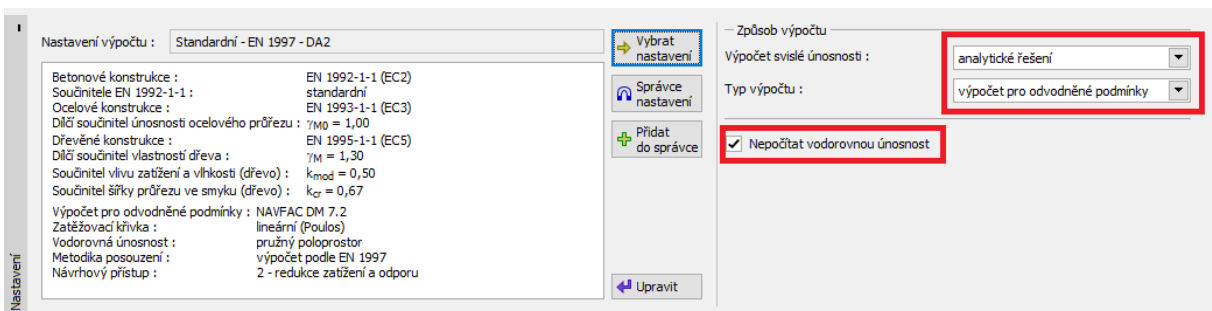 Nastavení výpočtu : Standardní - EN 1997 - DA2
Betonové konstrukce : EN 1992-1-1 (EC2)
Součinitele EN 1992-1-1 : standardní
Ocelové konstrukce : EN 1993-1-1 (EC3)
Dílčí součinitel únosnosti ocelového průřezu : γM0 = 1,00
Dřevěné konstrukce : EN 1995-1-1 (EC5)
Dílčí součinitel vlastností dřeva : γM = 1,30
Součinitel vlivu zatížení a vlhkosti (dřevo) : kmod = 0,50
Součinitel šířky průřezu ve smyku (dřevo) : kcr = 0,67
Výpočet pro odvodněné podmínky : NAVFAC DM 7.2
Zatěžovací křivka : lineární (Poulos)
Vodorovná únosnost : pružný poloprostor
Metodika posouzení : výpočet podle EN 1997
Návrhový přístup : 2 - redukce zatížení a odporu
Vybrat
nastavení
Správce
nastavení
Přidat
do správce
Upravit
Způsob výpočtu
Výpočet svislé únosnosti : analytické řešení
Typ výpočtu : výpočet pro odvodněné podmínky
Nepočítat vodorovnou únosnost
Nastavení